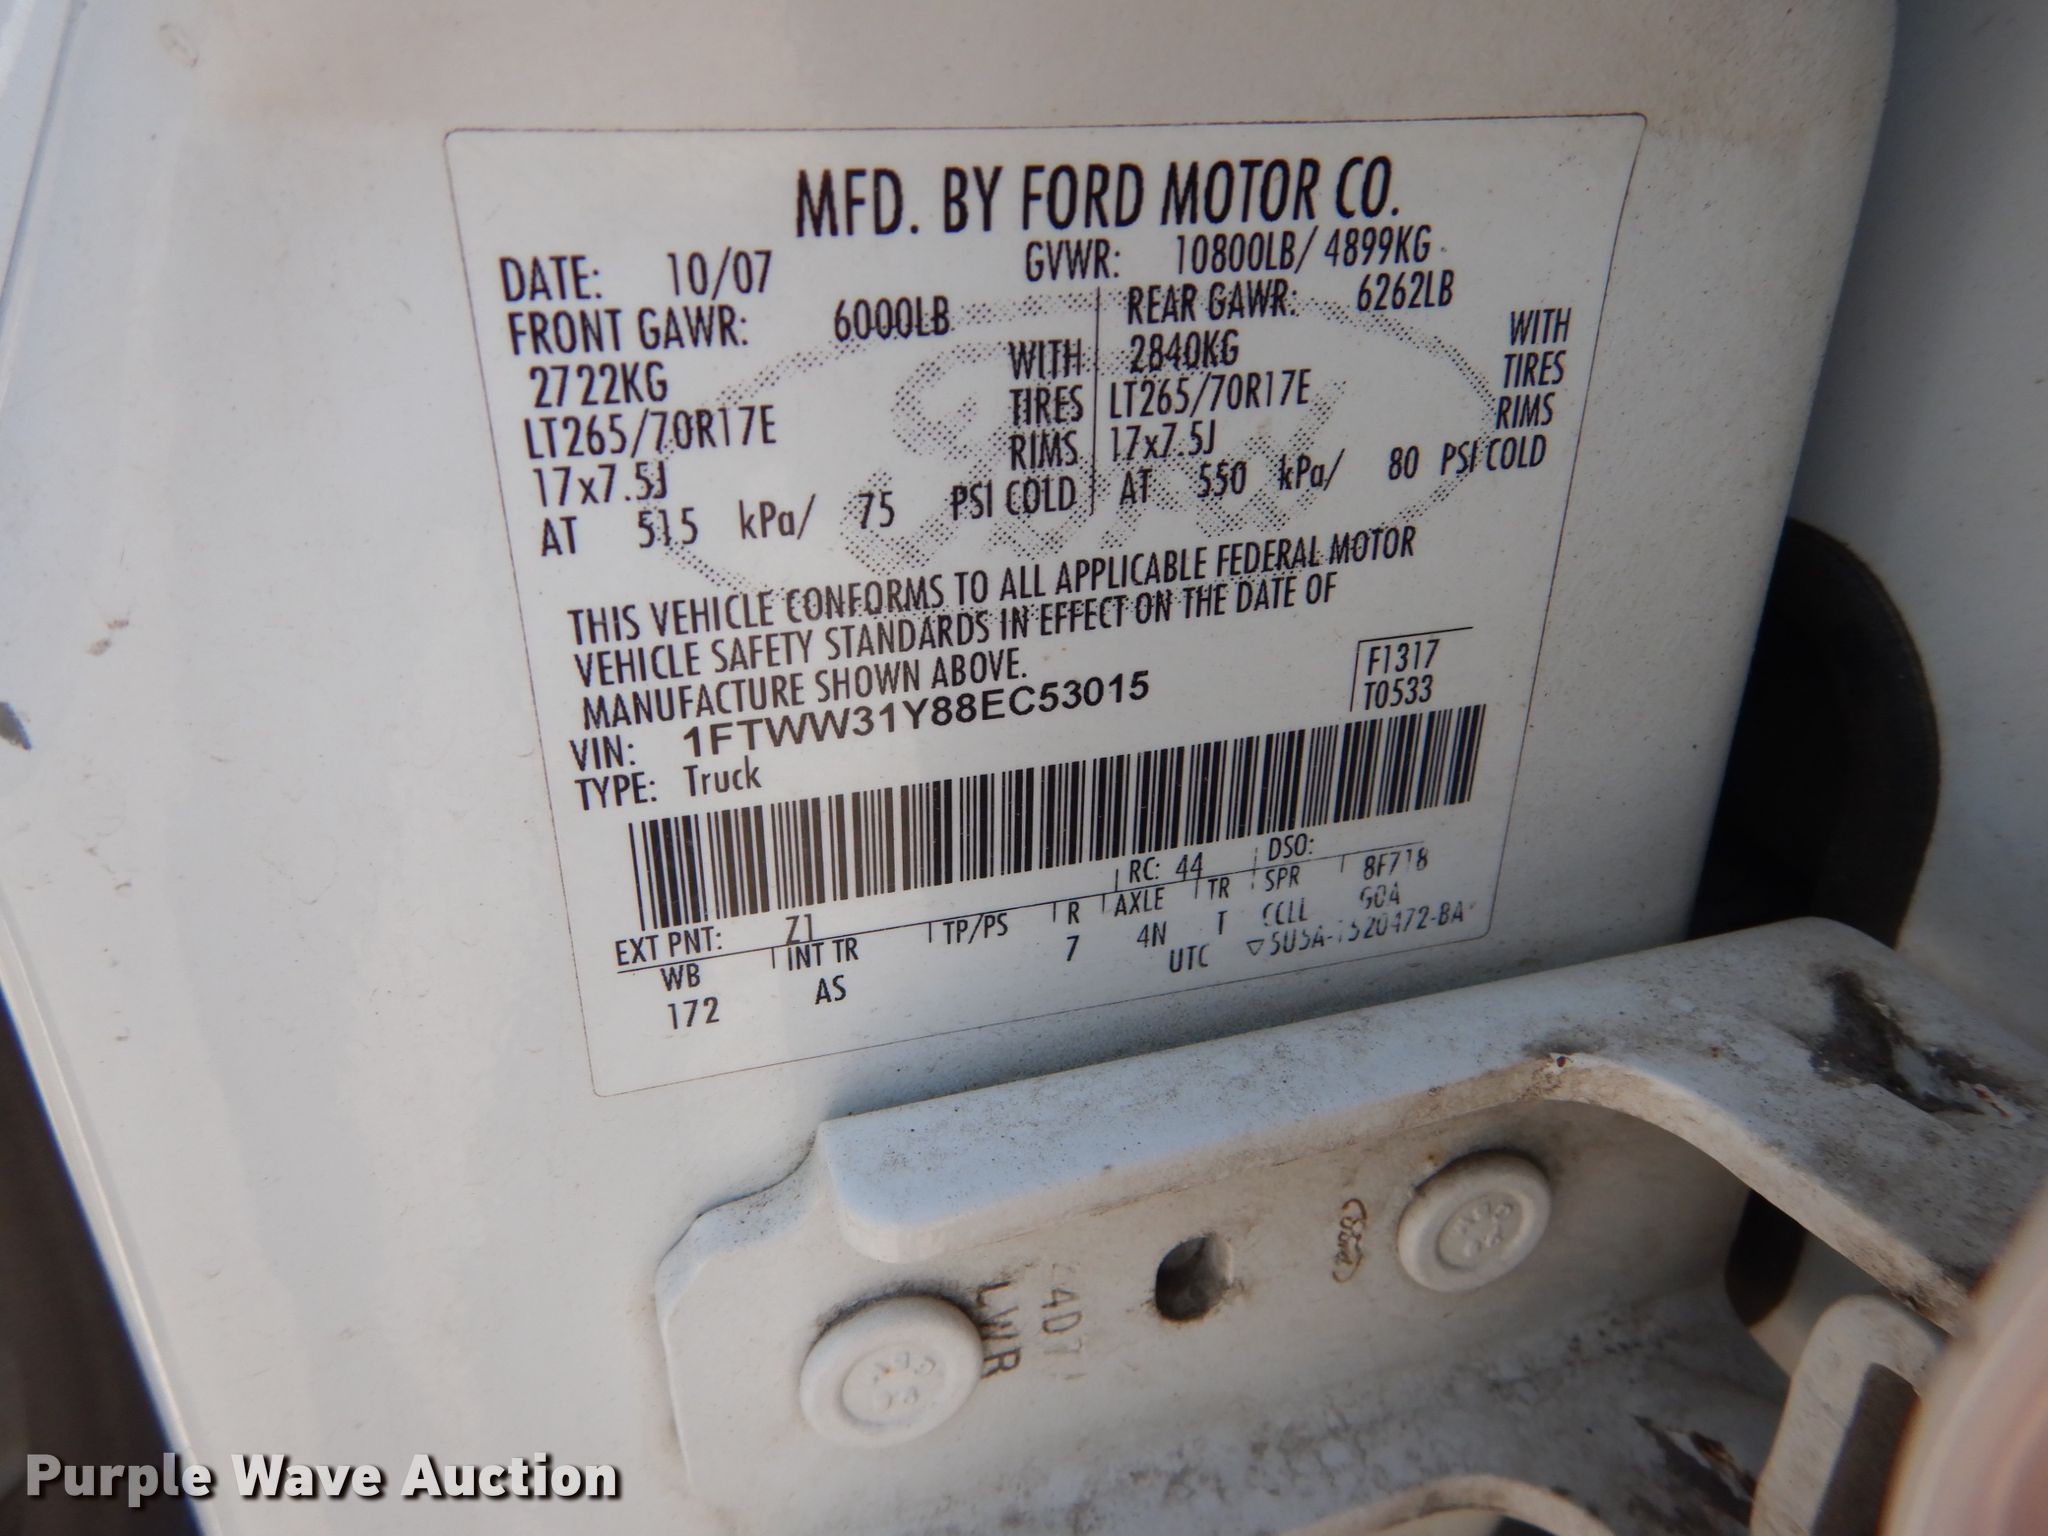 MFD. BY FORD MOTOR CO.
DATE: 10/07 GVWR: 10800LB/ 4899KG
FRONT GAWR: 6000LB REAR GAWR: 6262LB
2722KG WITH 2840KG WITH
LT265/70R17E TIRES LT265/70R17E TIRES
17x7.5J RIMS 17x7.5J RIMS
AT 515 kPa/ 75 PSI COLD AT 550 kPa/ 80 PSI COLD
THIS VEHICLE CONFORMS TO ALL APPLICABLE FEDERAL MOTOR
VEHICLE SAFETY STANDARDS IN EFFECT ON THE DATE OF
MANUFACTURE SHOWN ABOVE.
F1317
T0533
VIN: 1FTWW31Y88EC53015
TYPE: Truck
EXT PNT: Z1 RC: 44 DSO:
WB INT TR TP/PS R AXLE TR SPR 8F718
172 AS 7 4N T CCLL
UTC
LWR
Ford
Purple Wave Auction